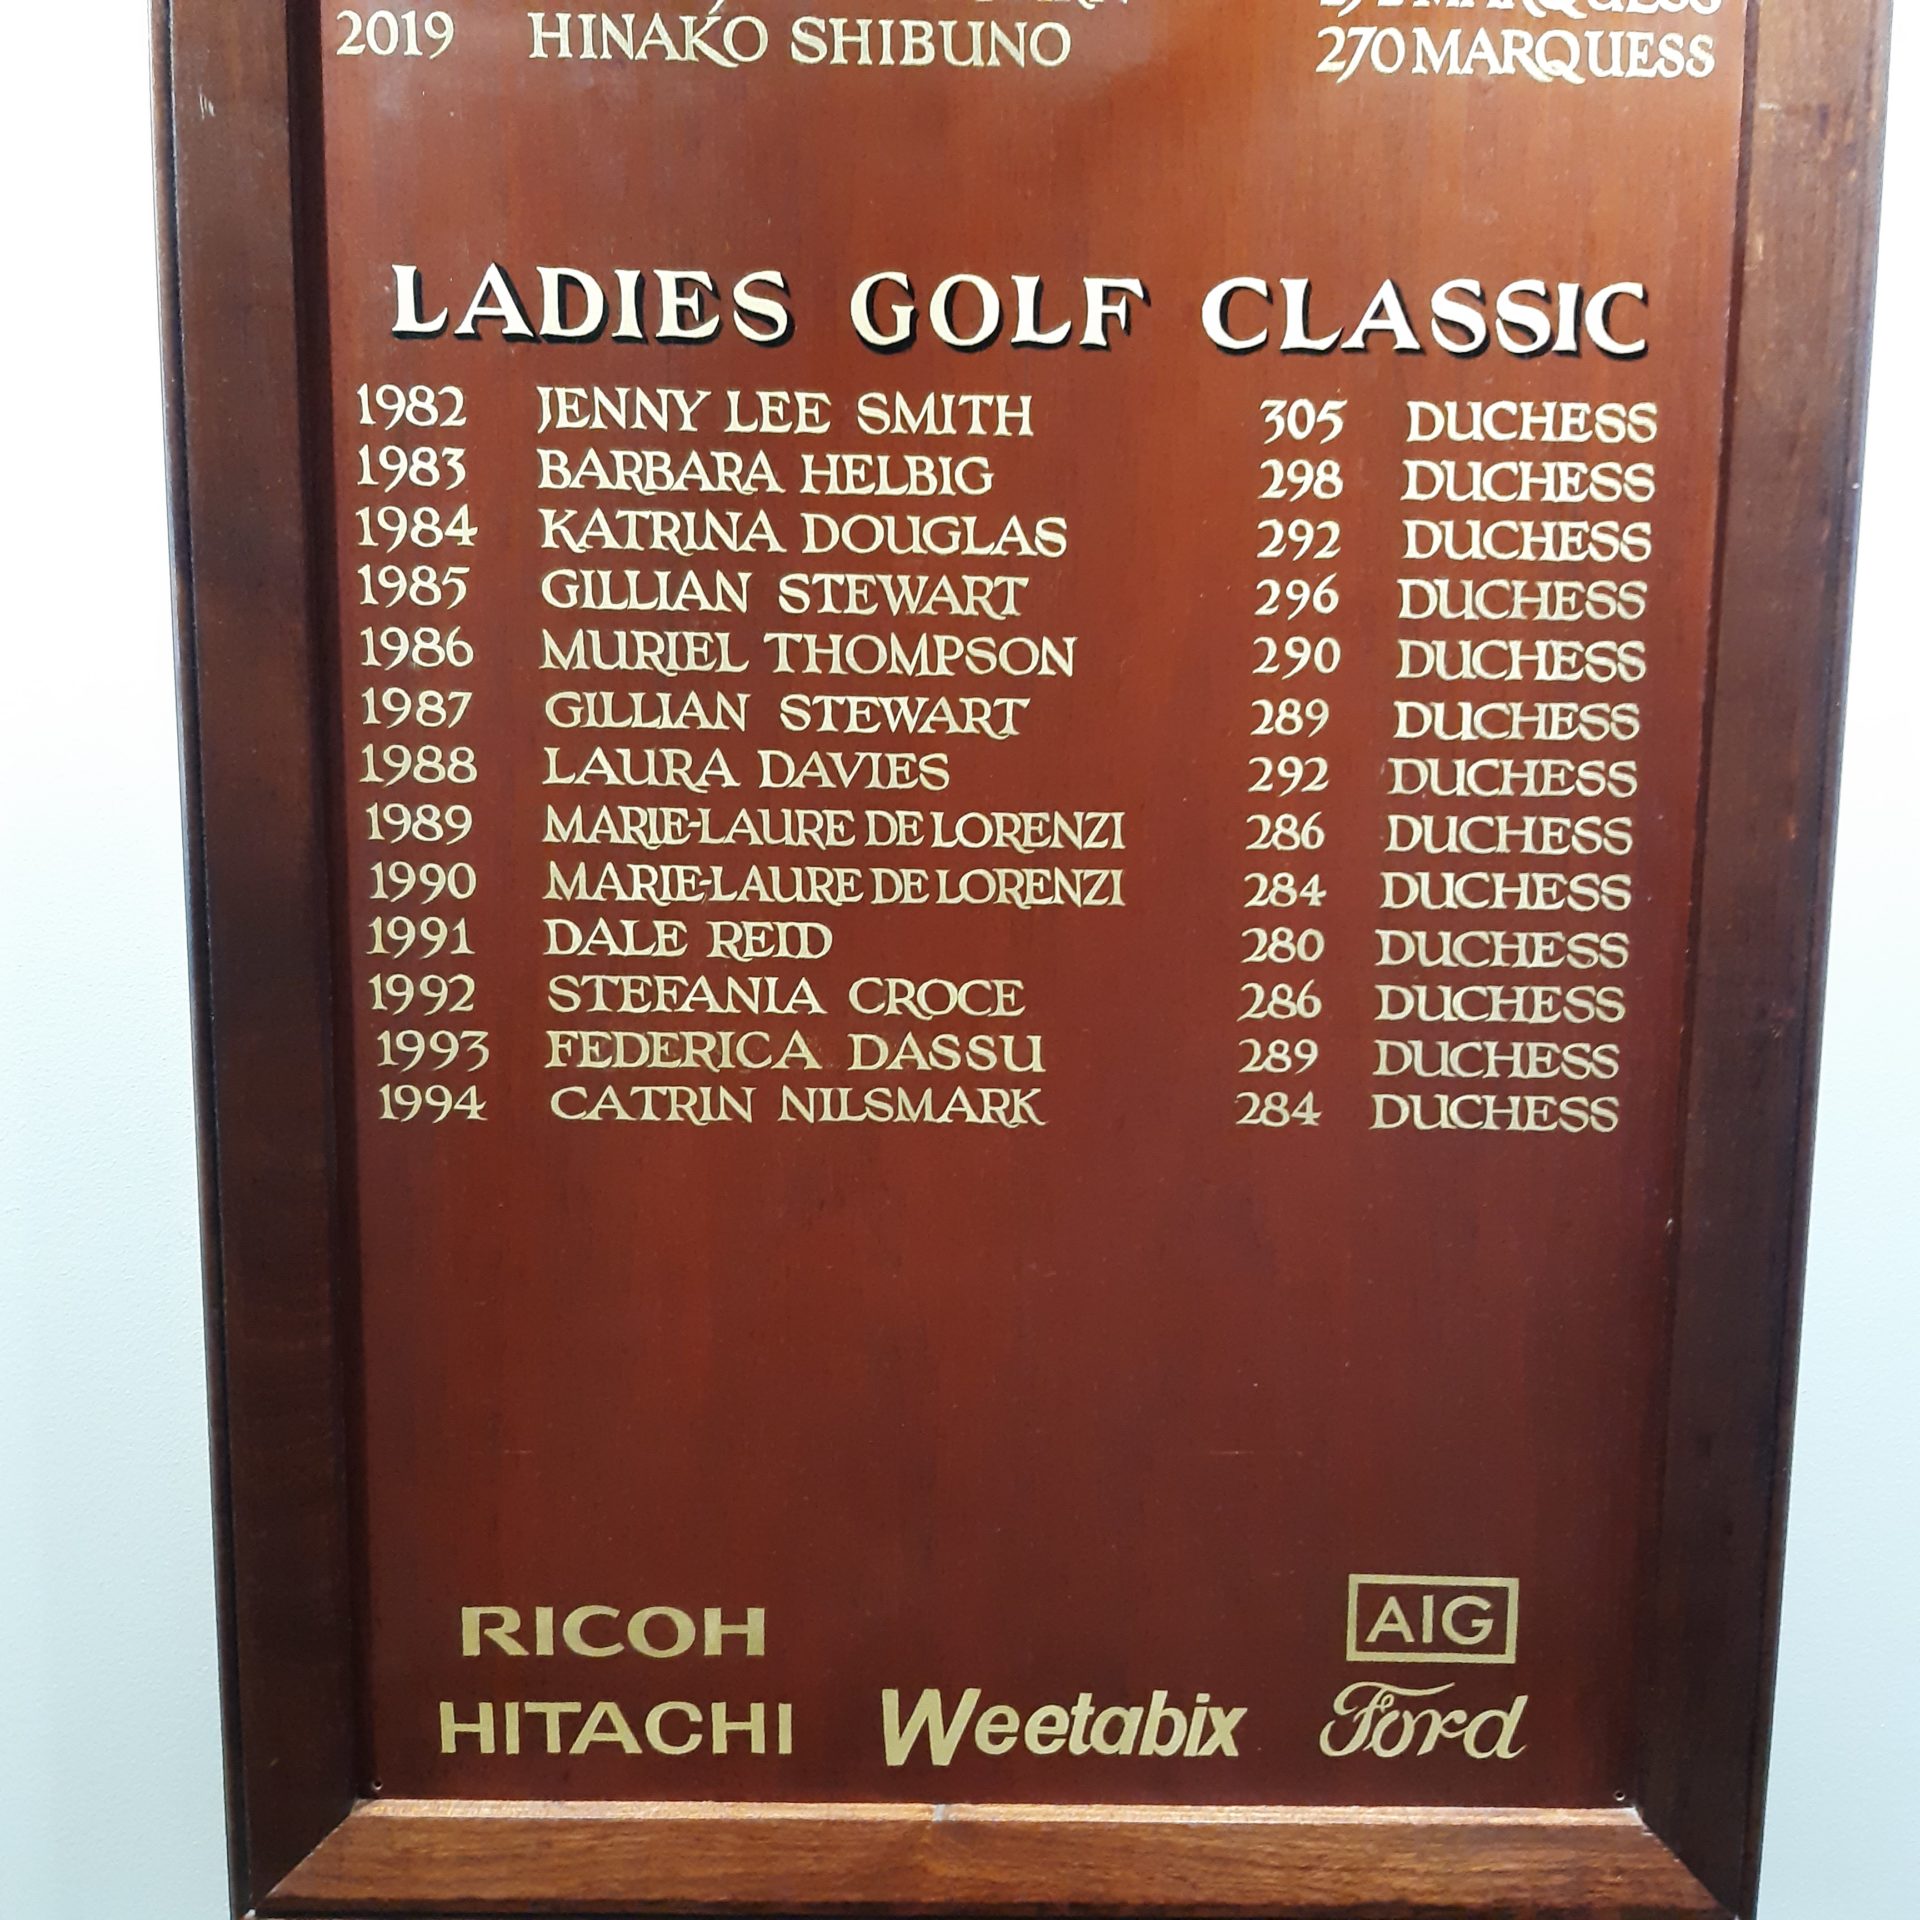 2019 HINAKO SHIBUNO 270 MARQUESS
LADIES GOLF CLASSIC
1982 JENNY LEE SMITH 305 DUCHESS
1983 BARBARA HELBIG 298 DUCHESS
1984 KATRINA DOUGLAS 292 DUCHESS
1985 GILLIAN STEWART 296 DUCHESS
1986 MURIEL THOMPSON 290 DUCHESS
1987 GILLIAN STEWART 289 DUCHESS
1988 LAURA DAVIES 292 DUCHESS
1989 MARIE-LAURE DE LORENZI 286 DUCHESS
1990 MARIE-LAURE DE LORENZI 284 DUCHESS
1991 DALE REID 280 DUCHESS
1992 STEFANIA CROCE 286 DUCHESS
1993 FEDERICA DASSU 289 DUCHESS
1994 CATRIN NILSMARK 284 DUCHESS
RICOH AIG
HITACHI Weetabix Ford